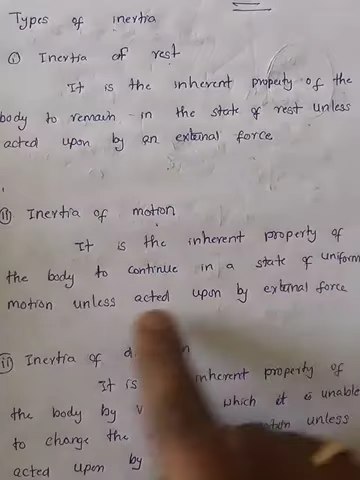 Types of inertia
(i) Inertia of rest
It is the inherent property of the
body to remain in the state of rest unless
acted upon by an external force
(ii) Inertia of motion
It is the inherent property of
the body to continue in a state of uniform
motion unless acted upon by external force
Inertia of
It is inherent property of
the body by which it is unable
to change the unless
acted upon by